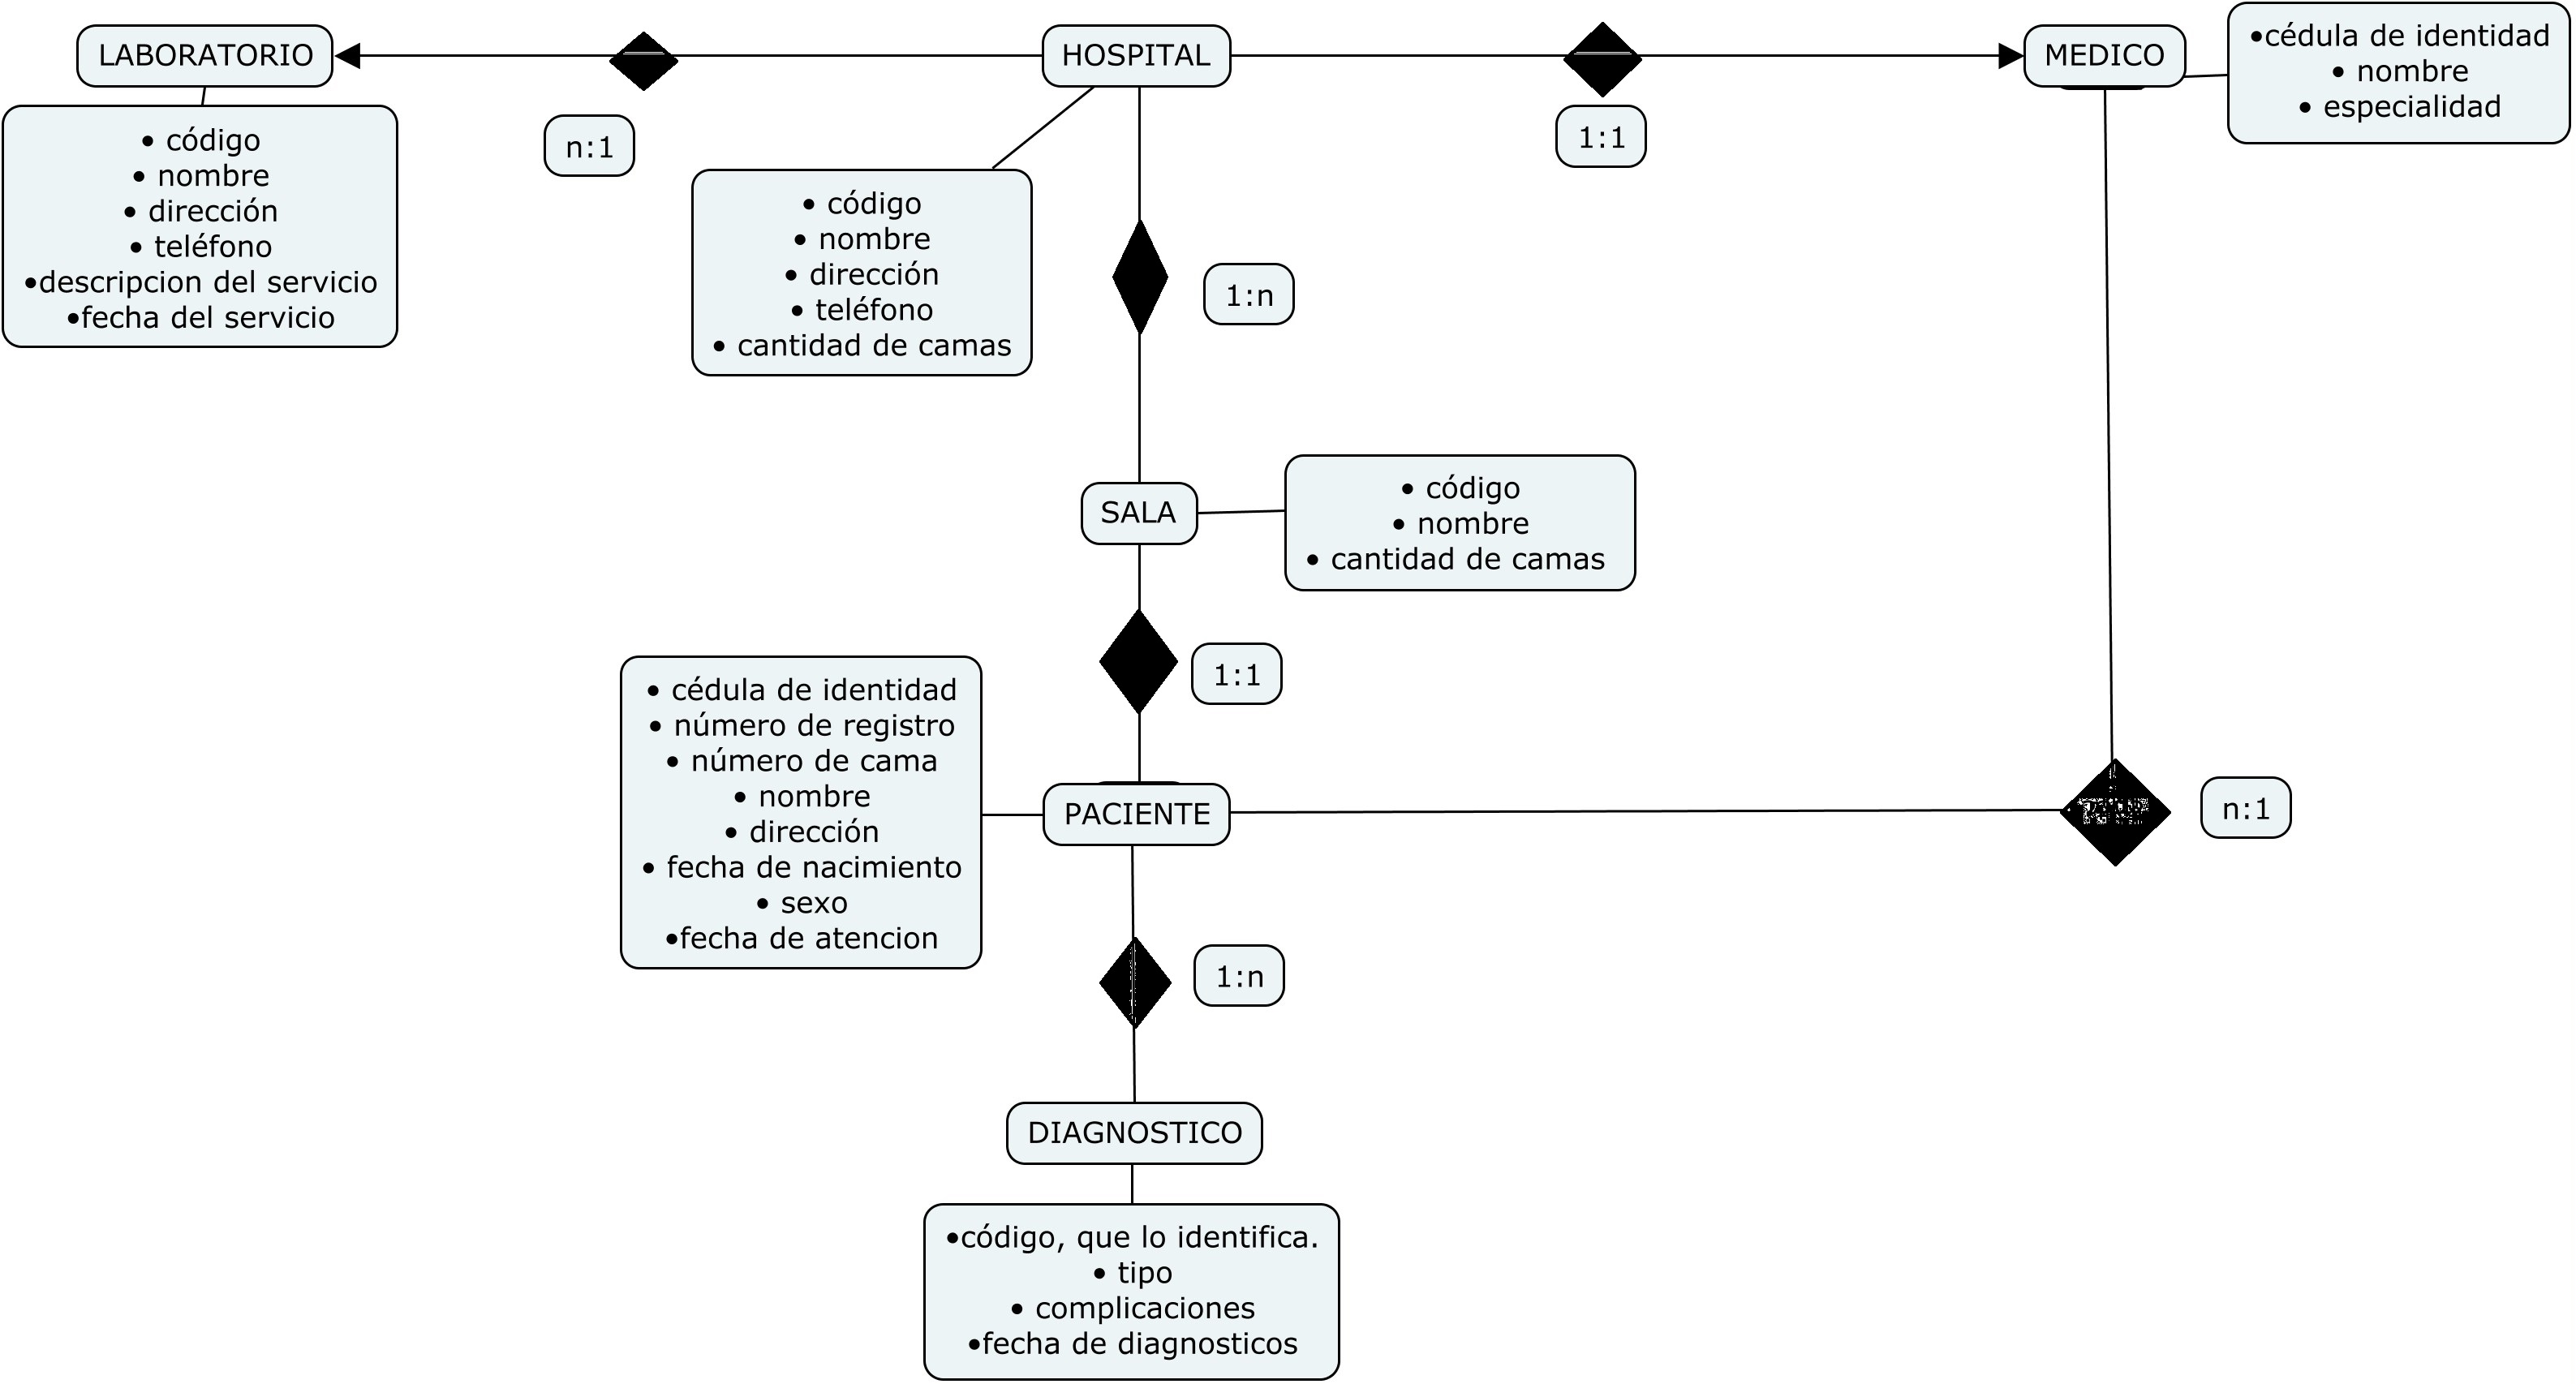 LABORATORIO
HOSPITAL
MEDICO
•cédula de identidad
• nombre
• especialidad
• código
• nombre
• dirección
• teléfono
•descripcion del servicio
•fecha del servicio
n:1
• código
• nombre
• dirección
• teléfono
• cantidad de camas
1:1
1:n
SALA
• código
• nombre
• cantidad de camas
1:1
• cédula de identidad
• número de registro
• número de cama
• nombre
• dirección
• fecha de nacimiento
• sexo
•fecha de atencion
PACIENTE
n:1
1:n
DIAGNOSTICO
•código, que lo identifica.
• tipo
• complicaciones
•fecha de diagnosticos